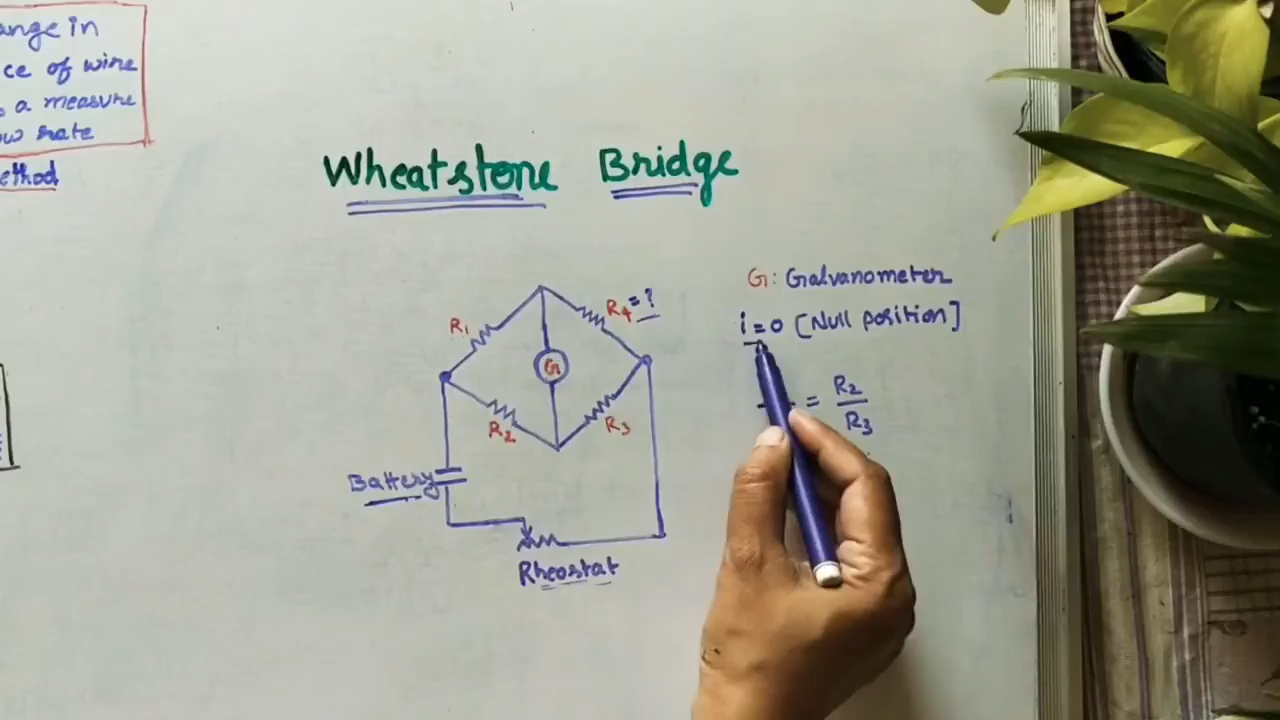 ange in
ce of wire
a measure
ow rate
ethod
Wheatstone Bridge
R1
R4 = ?
G
R2
R3
Battery
Rheostat
G: Galvanometer
i = 0 [Null position]
= R2
R3